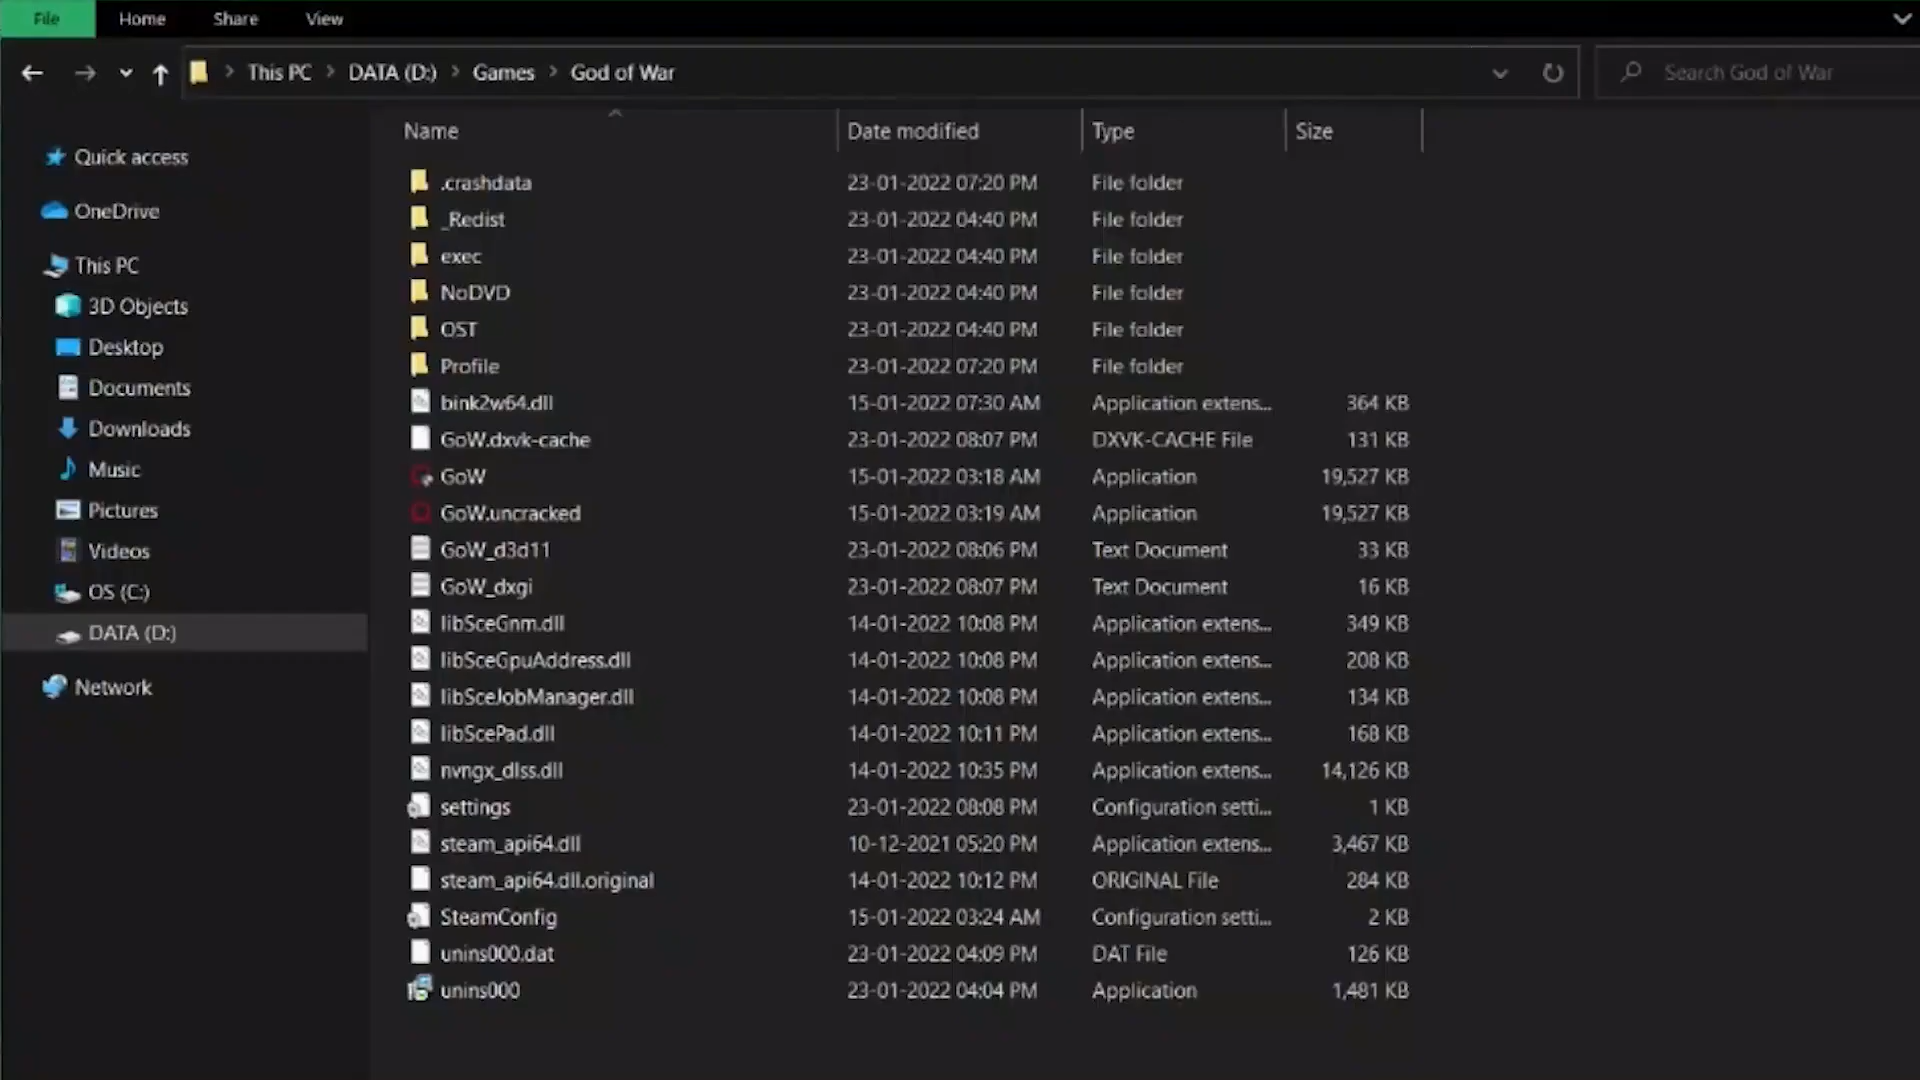 File Home Share View
This PC > DATA (D:) > Games > God of War
Search God of War
Name Date modified Type Size
Quick access
OneDrive
This PC
3D Objects
Desktop
Documents
Downloads
Music
Pictures
Videos
OS (C:)
DATA (D:)
Network
.crashdata 23-01-2022 07:20 PM File folder
_Redist 23-01-2022 04:40 PM File folder
exec 23-01-2022 04:40 PM File folder
NoDVD 23-01-2022 04:40 PM File folder
OST 23-01-2022 04:40 PM File folder
Profile 23-01-2022 07:20 PM File folder
bink2w64.dll 15-01-2022 07:30 AM Application extens... 364 KB
GoW.dxvk-cache 23-01-2022 08:07 PM DXVK-CACHE File 131 KB
GoW 15-01-2022 03:18 AM Application 19,527 KB
GoW.uncracked 15-01-2022 03:19 AM Application 19,527 KB
GoW_d3d11 23-01-2022 08:06 PM Text Document 33 KB
GoW_dxgi 23-01-2022 08:07 PM Text Document 16 KB
libSceGnm.dll 14-01-2022 10:08 PM Application extens... 349 KB
libSceGpuAddress.dll 14-01-2022 10:08 PM Application extens... 208 KB
libSceJobManager.dll 14-01-2022 10:08 PM Application extens... 134 KB
libScePad.dll 14-01-2022 10:11 PM Application extens... 168 KB
nvngx_dlss.dll 14-01-2022 10:35 PM Application extens... 14,126 KB
settings 23-01-2022 08:08 PM Configuration setti... 1 KB
steam_api64.dll 10-12-2021 05:20 PM Application extens... 3,467 KB
steam_api64.dll.original 14-01-2022 10:12 PM ORIGINAL File 284 KB
SteamConfig 15-01-2022 03:24 AM Configuration setti... 2 KB
unins000.dat 23-01-2022 04:09 PM DAT File 126 KB
unins000 23-01-2022 04:04 PM Application 1,481 KB